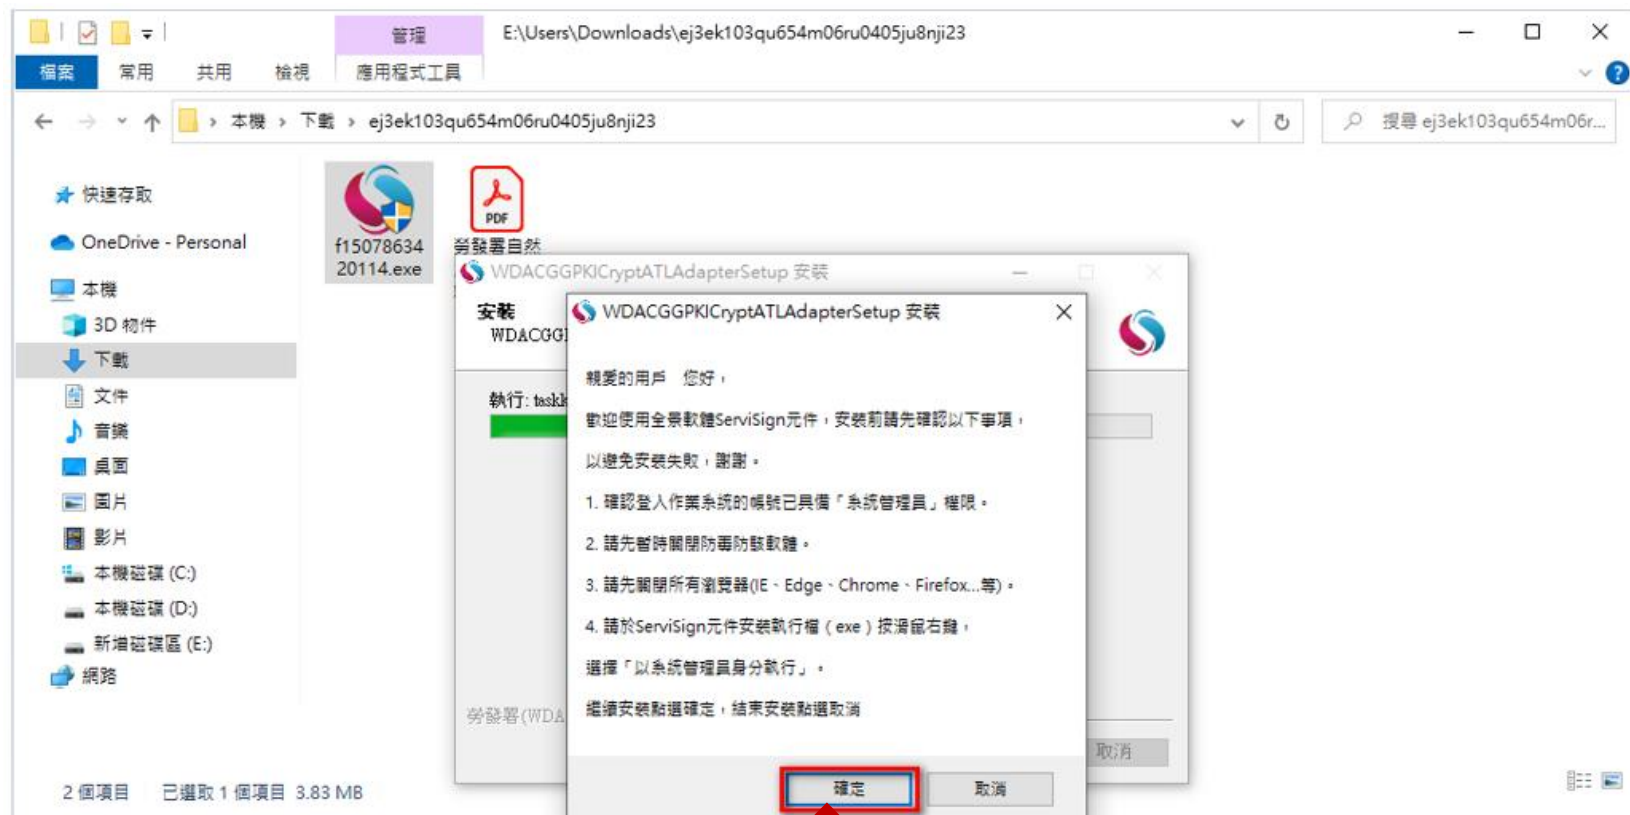 管理
E:\Users\Downloads\ej3ek103qu654m06ru0405ju8nji23
檔案 常用 共用 檢視 應用程式工具
本機 › 下載 › ej3ek103qu654m06ru0405ju8nji23
搜尋 ej3ek103qu654m06r...
快速存取
OneDrive - Personal
本機
3D 物件
下載
文件
音樂
桌面
圖片
影片
本機磁碟 (C:)
本機磁碟 (D:)
新增磁碟區 (E:)
網路
f15078634
20114.exe
PDF
勞發署自然
WDACGGPKICryptATLAdapterSetup 安裝
安裝
執行:
勞發署(WDA
取消
WDACGGPKICryptATLAdapterSetup 安裝
親愛的用戶 您好，
歡迎使用全景軟體ServiSign元件，安裝前請先確認以下事項，
以避免安裝失敗，謝謝。
1. 確認登入作業系統的帳號已具備「系統管理員」權限。
2. 請先暫時關閉防毒防駭軟體。
3. 請先關閉所有瀏覽器(IE、Edge、Chrome、Firefox...等)。
4. 請於ServiSign元件安裝執行檔（exe）按滑鼠右鍵，
選擇「以系統管理員身分執行」。
繼續安裝點選確定，結束安裝點選取消
確定 取消
2 個項目 已選取 1 個項目 3.83 MB